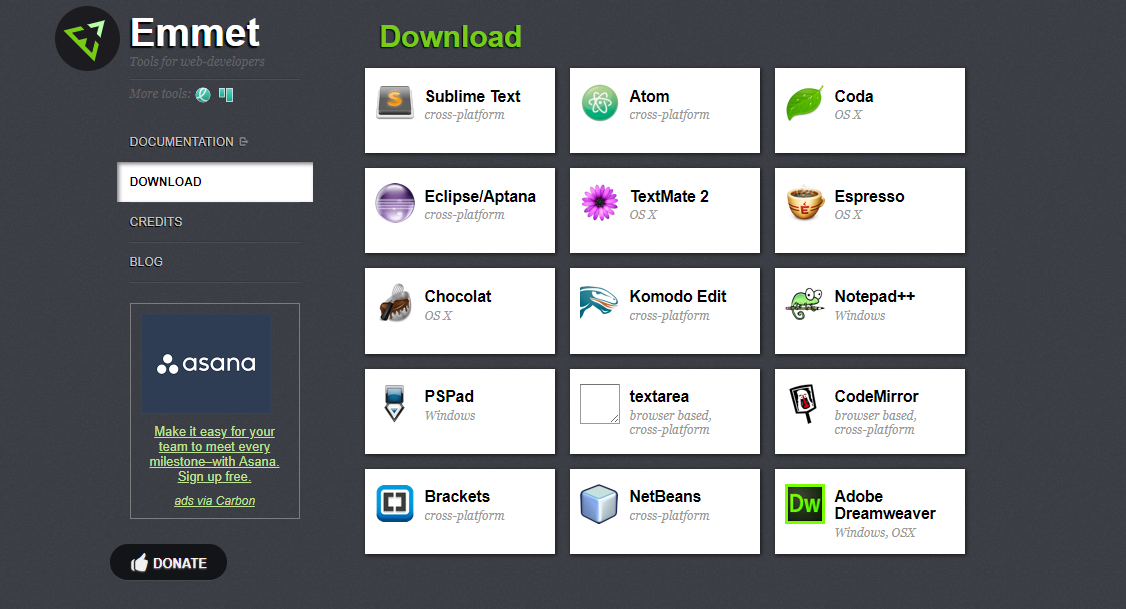 Emmet
Tools for web-developers
More tools:
DOCUMENTATION
DOWNLOAD
CREDITS
BLOG
asana
Make it easy for your
team to meet every
milestone–with Asana.
Sign up free.
ads via Carbon
DONATE
Download
Sublime Text
cross-platform
Atom
cross-platform
Coda
OS X
Eclipse/Aptana
cross-platform
TextMate 2
OS X
Espresso
OS X
Chocolat
OS X
Komodo Edit
cross-platform
Notepad++
Windows
PSPad
Windows
textarea
browser based,
cross-platform
CodeMirror
browser based,
cross-platform
Brackets
cross-platform
NetBeans
cross-platform
Dw
Adobe
Dreamweaver
Windows, OSX